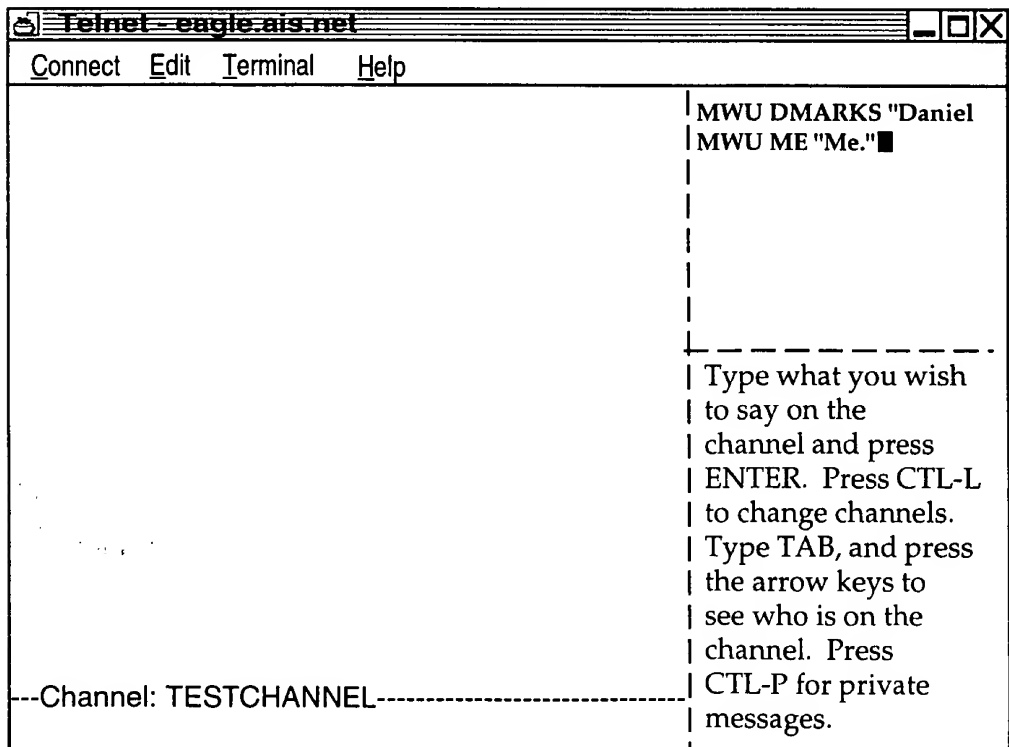 Telnet - eagle.ais.net
Connect Edit Terminal Help
MWU DMARKS "Daniel
MWU ME "Me."
Type what you wish
to say on the
channel and press
ENTER. Press CTL-L
to change channels.
Type TAB, and press
the arrow keys to
see who is on the
channel. Press
CTL-P for private
messages.
---Channel: TESTCHANNEL---------------------------